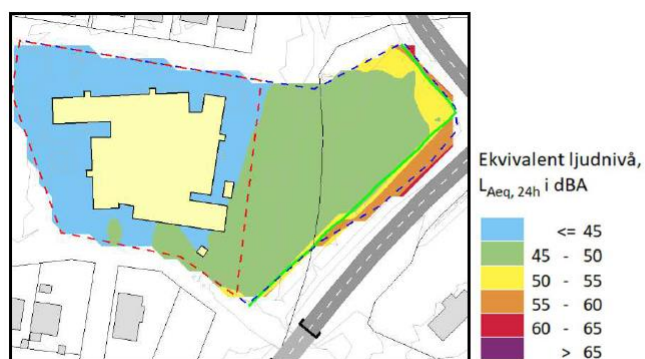 Ekvivalent ljudnivå,
LAeq, 24h i dBA
<= 45
45 - 50
50 - 55
55 - 60
60 - 65
> 65